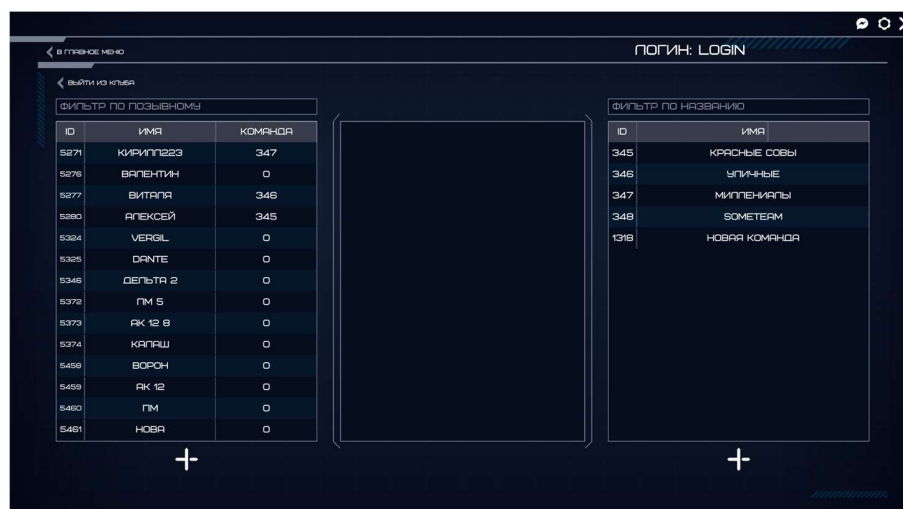 В ГЛАВНОЕ МЕНЮ
ЛОГИН: LOGIN
ВЫЙТИ ИЗ КЛУБА
ФИЛЬТР ПО ПОЗЫВНОМУ
ФИЛЬТР ПО НАЗВАНИЮ
ID ИМЯ КОМАНДА
5271 КИРИЛЛ223 347
5276 ВАЛЕНТИН 0
5277 ВИТАЛЯ 346
5280 АЛЕКСЕЙ 345
5324 VERGIL 0
5325 DANTE 0
5346 ДЕЛЬТА 2 0
5372 ПМ 5 0
5373 АК 12 8 0
5374 КАЛАШ 0
5458 ВОРОН 0
5459 АК 12 0
5460 ПМ 0
5461 НОВА 0
ID ИМЯ
345 КРАСНЫЕ СОВЫ
346 УЛИЧНЫЕ
347 МИЛЛЕНИАЛЫ
348 SOMETEAM
1318 НОВАЯ КОМАНДА